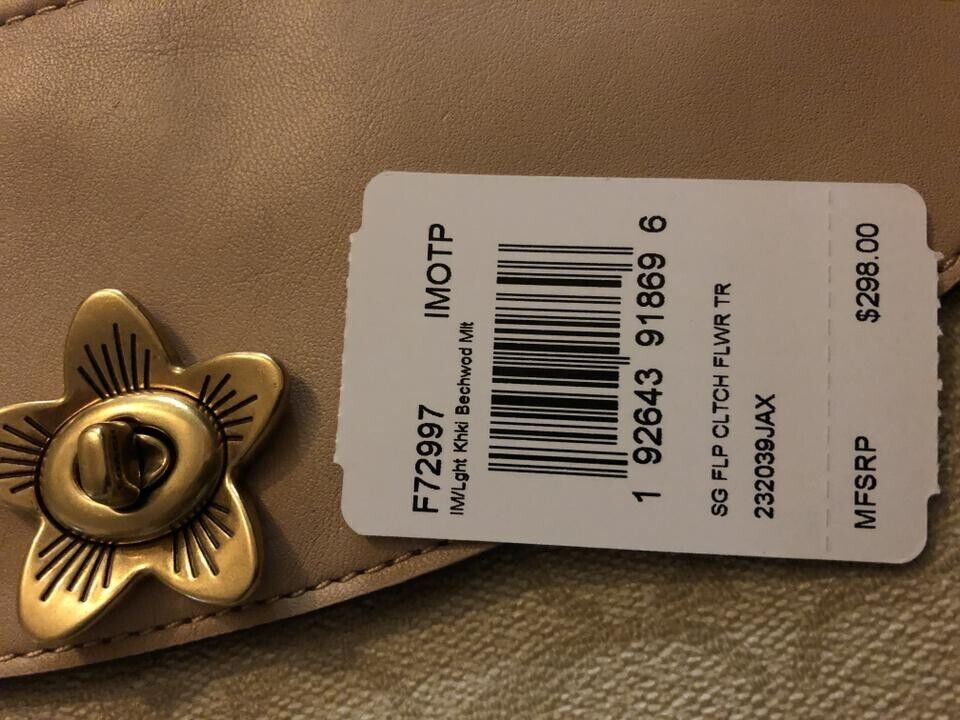 F72997 IMOTP
IM/Lght Khki Bechwod Mlt
1 92643 91869 6
SG FLP CLTCH FLWR TR
232039JAX
MFSRP $298.00